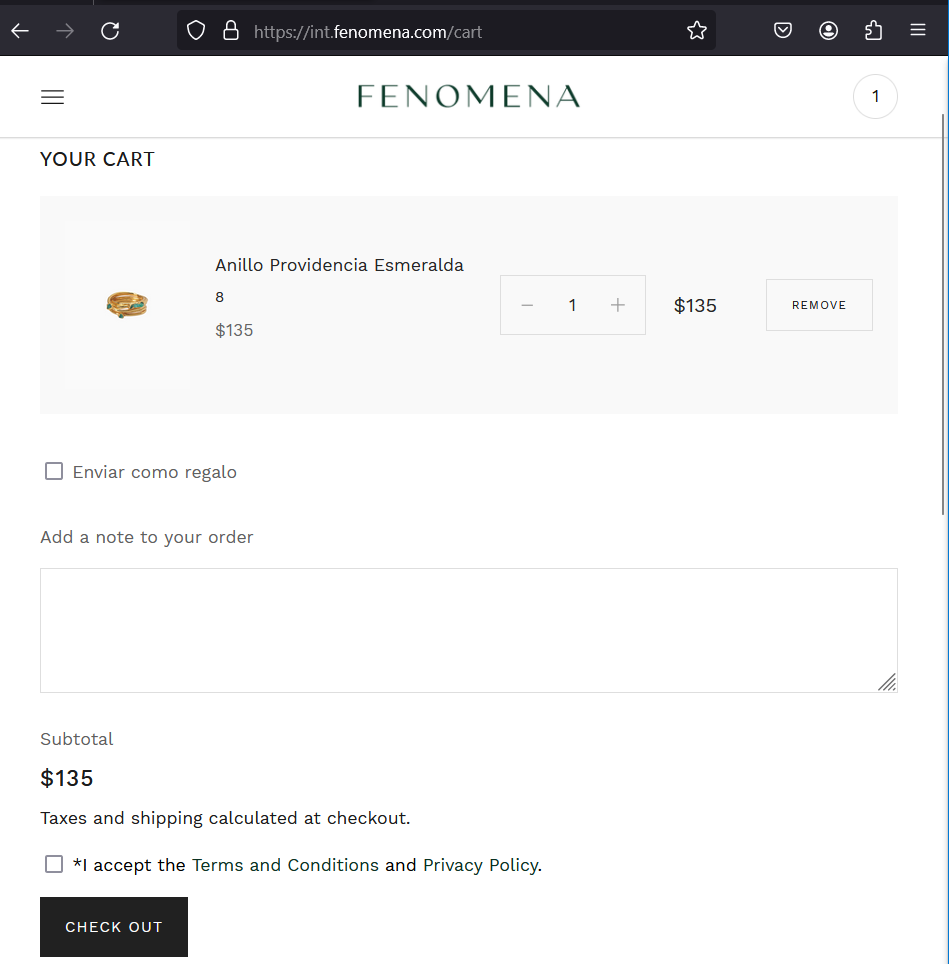 https://int.fenomena.com/cart
FENOMENA
1
YOUR CART
Anillo Providencia Esmeralda
8
$135
1
$135
REMOVE
Enviar como regalo
Add a note to your order
Subtotal
$135
Taxes and shipping calculated at checkout.
*I accept the Terms and Conditions and Privacy Policy.
CHECK OUT